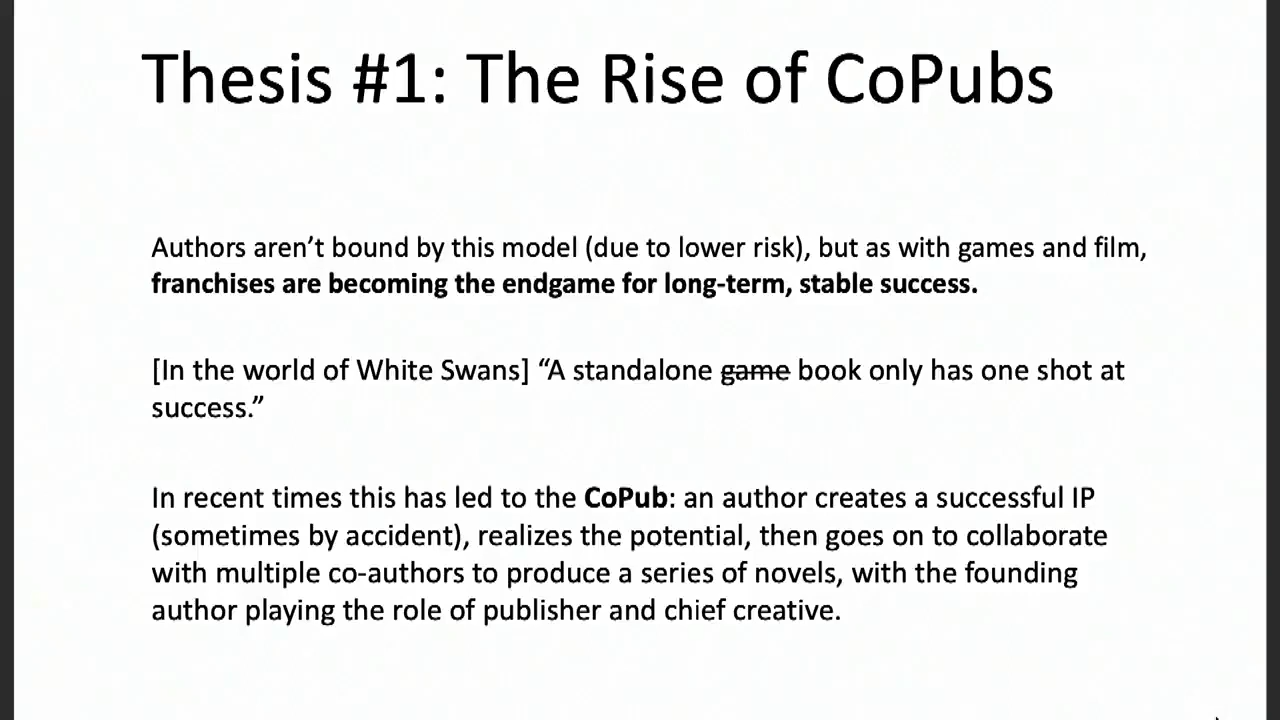 Thesis #1: The Rise of CoPubs
Authors aren’t bound by this model (due to lower risk), but as with games and film,
franchises are becoming the endgame for long-term, stable success.
[In the world of White Swans] “A standalone game book only has one shot at
success.”
In recent times this has led to the CoPub: an author creates a successful IP
(sometimes by accident), realizes the potential, then goes on to collaborate
with multiple co-authors to produce a series of novels, with the founding
author playing the role of publisher and chief creative.